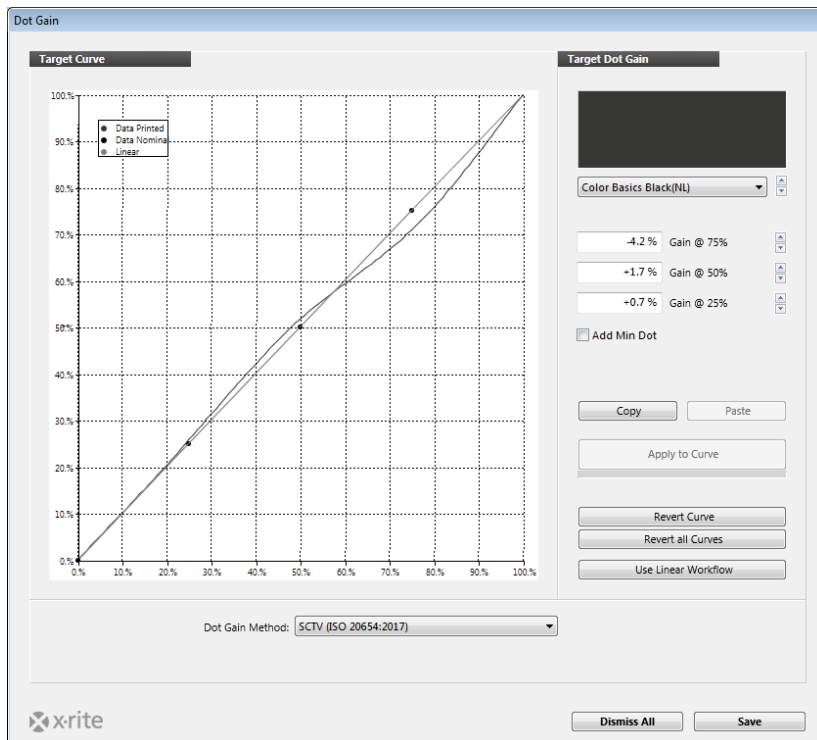 Dot Gain
Target Curve
100.%
90.%
80.%
70.%
60.%
50.%
40.%
30.%
20.%
10.%
0.%
Data Printed
Data Nominal
Linear
0.% 10.% 20.% 30.% 40.% 50.% 60.% 70.% 80.% 90.% 100.%
Target Dot Gain
Color Basics Black(NL)
-4.2 % Gain @ 75%
+1.7 % Gain @ 50%
+0.7 % Gain @ 25%
Add Min Dot
Copy Paste
Apply to Curve
Revert Curve
Revert all Curves
Use Linear Workflow
Dot Gain Method: SCTV (ISO 20654:2017)
x·rite
Dismiss All Save